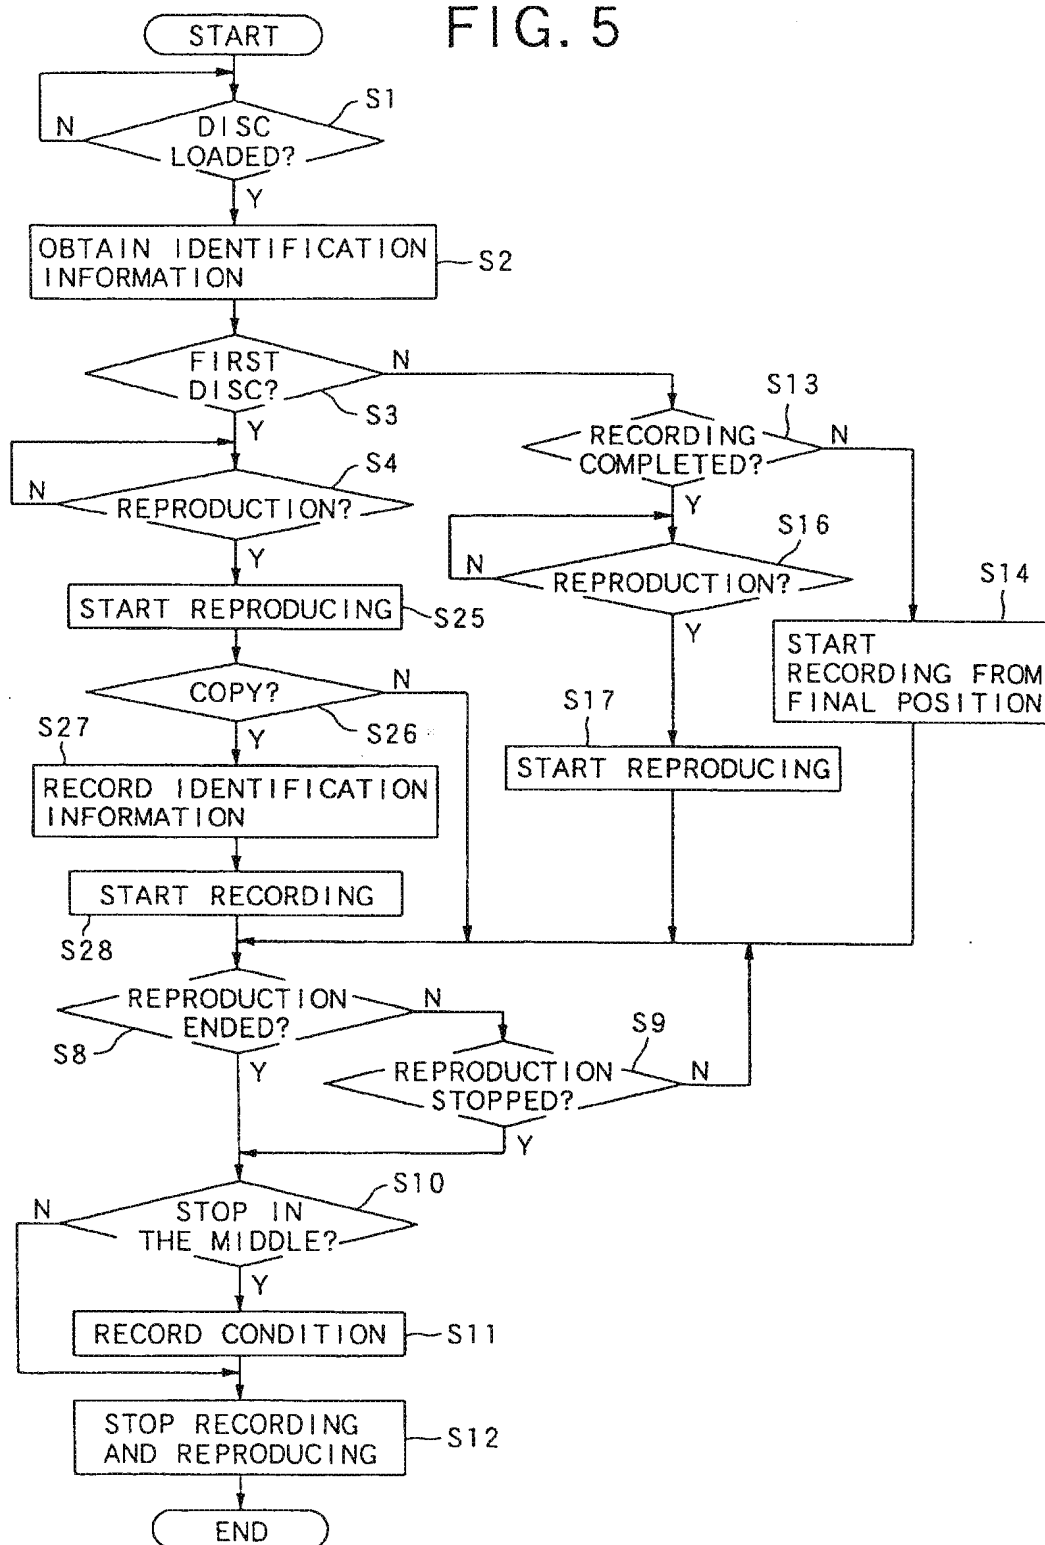 FIG. 5
START
S1
N
DISC
LOADED?
Y
OBTAIN IDENTIFICATION
INFORMATION
S2
FIRST
DISC?
N
S3
Y
S13
RECORDING
COMPLETED?
N
Y
S4
N
REPRODUCTION?
Y
S16
N
REPRODUCTION?
Y
S14
START
RECORDING FROM
FINAL POSITION
START REPRODUCING
S25
COPY?
N
S26
Y
S17
START REPRODUCING
S27
RECORD IDENTIFICATION
INFORMATION
START RECORDING
S28
REPRODUCTION
ENDED?
N
S8
Y
S9
REPRODUCTION
STOPPED?
N
Y
S10
N
STOP IN
THE MIDDLE?
Y
RECORD CONDITION
S11
STOP RECORDING
AND REPRODUCING
S12
END